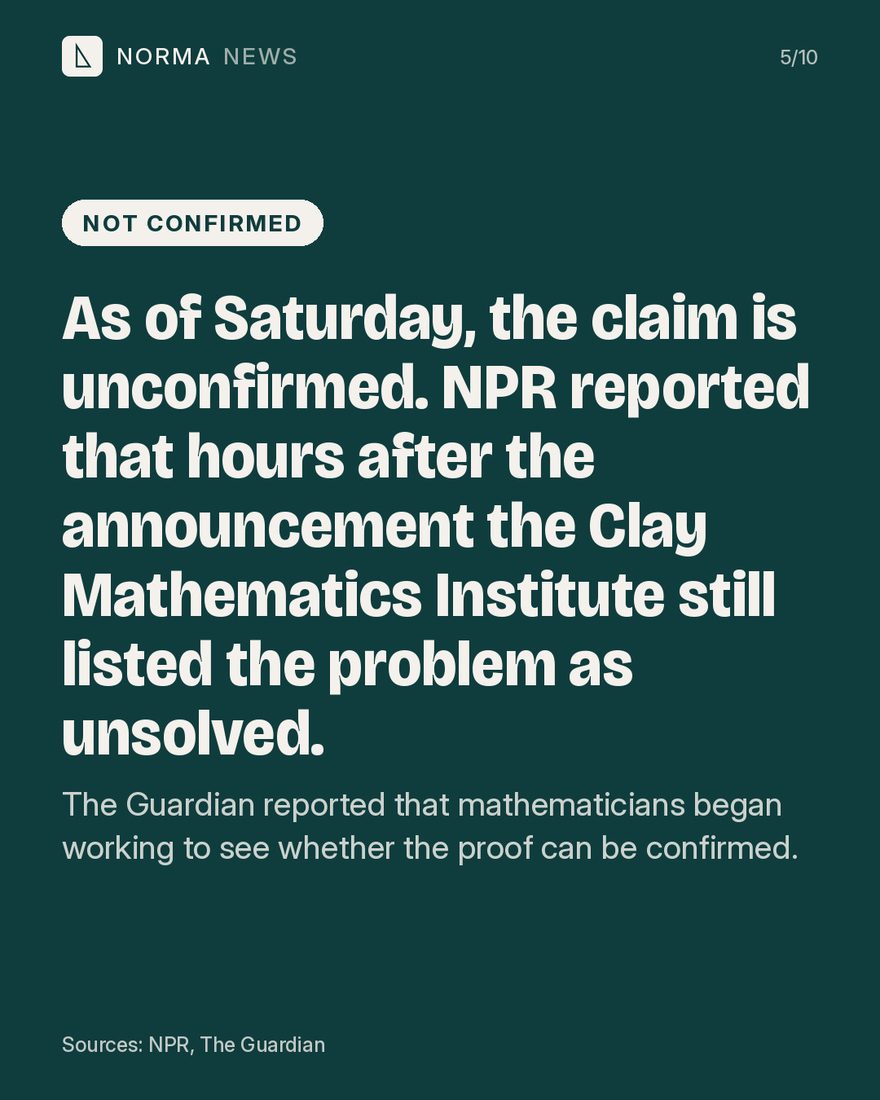 NORMA NEWS
5/10
NOT CONFIRMED
As of Saturday, the claim is
unconfirmed. NPR reported
that hours after the
announcement the Clay
Mathematics Institute still
listed the problem as
unsolved.
The Guardian reported that mathematicians began
working to see whether the proof can be confirmed.
Sources: NPR, The Guardian